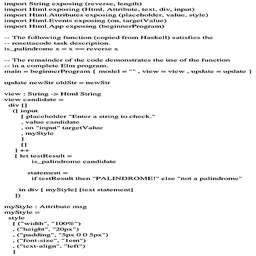 import String exposing (reverse, length)
import Html exposing (Html, Attribute, text, div, input)
import Html.Attributes exposing (placeholder, value, style)
import Html.Events exposing (on, targetValue)
import Html.App exposing (beginnerProgram)

-- The following function (copied from Haskell) satisfies the
-- rosettacode task description.
is_palindrome x = x == reverse x

-- The remainder of the code demonstrates the use of the function
-- in a complete Elm program.
main = beginnerProgram { model = "" , view = view , update = update }

update newStr oldStr = newStr

view : String -> Html String
view candidate =
div []
([ input
[ placeholder "Enter a string to check."
, value candidate
, on "input" targetValue
, myStyle
]
[]
] ++
[ let testResult =
is_palindrome candidate

statement =
if testResult then "PALINDROME!" else "not a palindrome"

in div [ myStyle] [text statement]
])

myStyle : Attribute msg
myStyle =
style
[ ("width", "100%")
, ("height", "20px")
, ("padding", "5px 0 0 5px")
, ("font-size", "1em")
, ("text-align", "left")
]